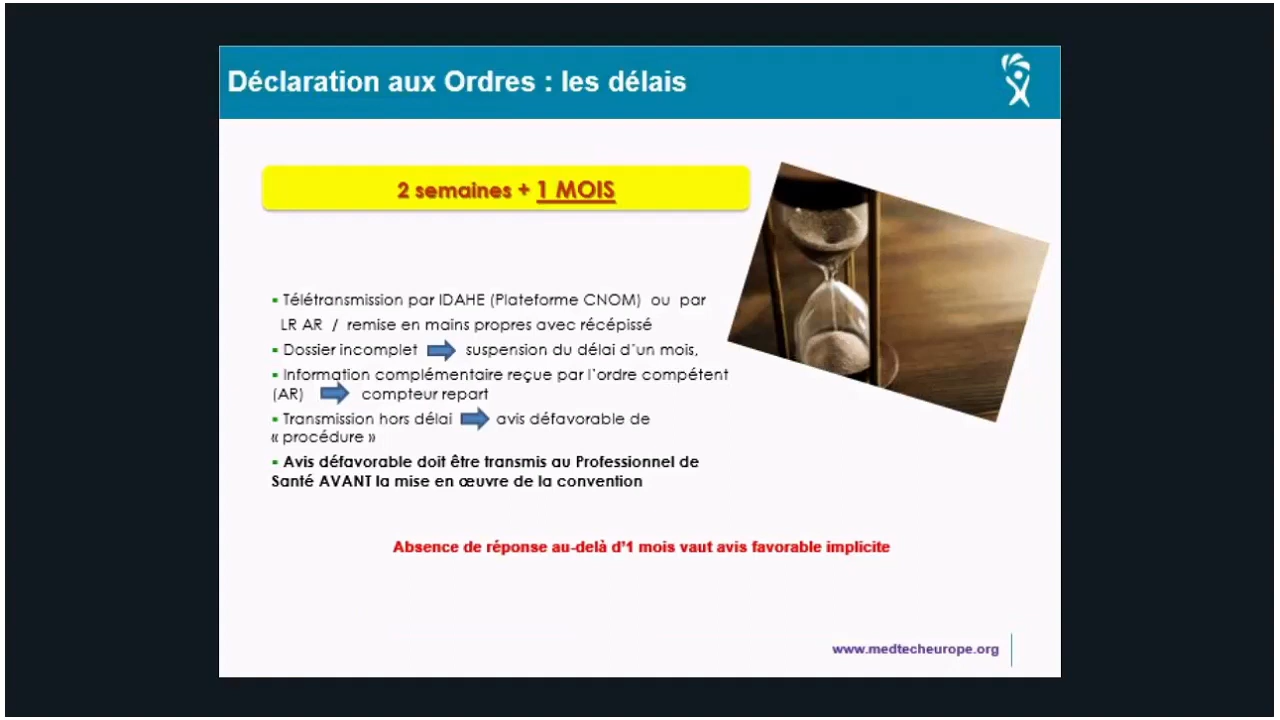 Déclaration aux Ordres : les délais
2 semaines + 1 MOIS
▪ Télétransmission par IDAHE (Plateforme CNOM) ou par
LR AR / remise en mains propres avec récépissé
▪ Dossier incomplet suspension du délai d'un mois,
▪ Information complémentaire reçue par l'ordre compétent
(AR) compteur repart
▪ Transmission hors délai avis défavorable de
« procédure »
▪ Avis défavorable doit être transmis au Professionnel de
Santé AVANT la mise en œuvre de la convention
Absence de réponse au-delà d'1 mois vaut avis favorable implicite
www.medtecheurope.org